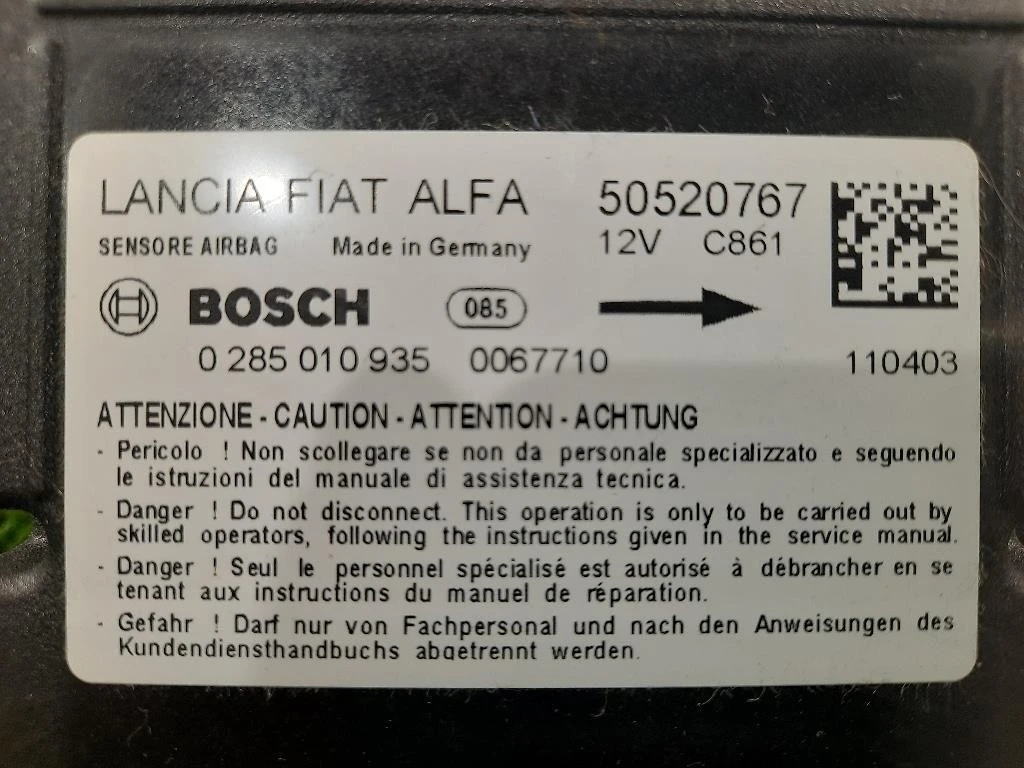 LANCIA FIAT ALFA 50520767
SENSORE AIRBAG Made in Germany 12V C861
BOSCH 085
0 285 010 935 0067710 110403
ATTENZIONE - CAUTION - ATTENTION - ACHTUNG
- Pericolo ! Non scollegare se non da personale specializzato e seguendo
le istruzioni del manuale di assistenza tecnica.
- Danger ! Do not disconnect. This operation is only to be carried out by
skilled operators, following the instructions given in the service manual.
- Danger ! Seul le personnel spécialisé est autorisé à débrancher en se
tenant aux instructions du manuel de réparation.
- Gefahr ! Darf nur von Fachpersonal und nach den Anweisungen des
Kundendiensthandbuchs abgetrennt werden.